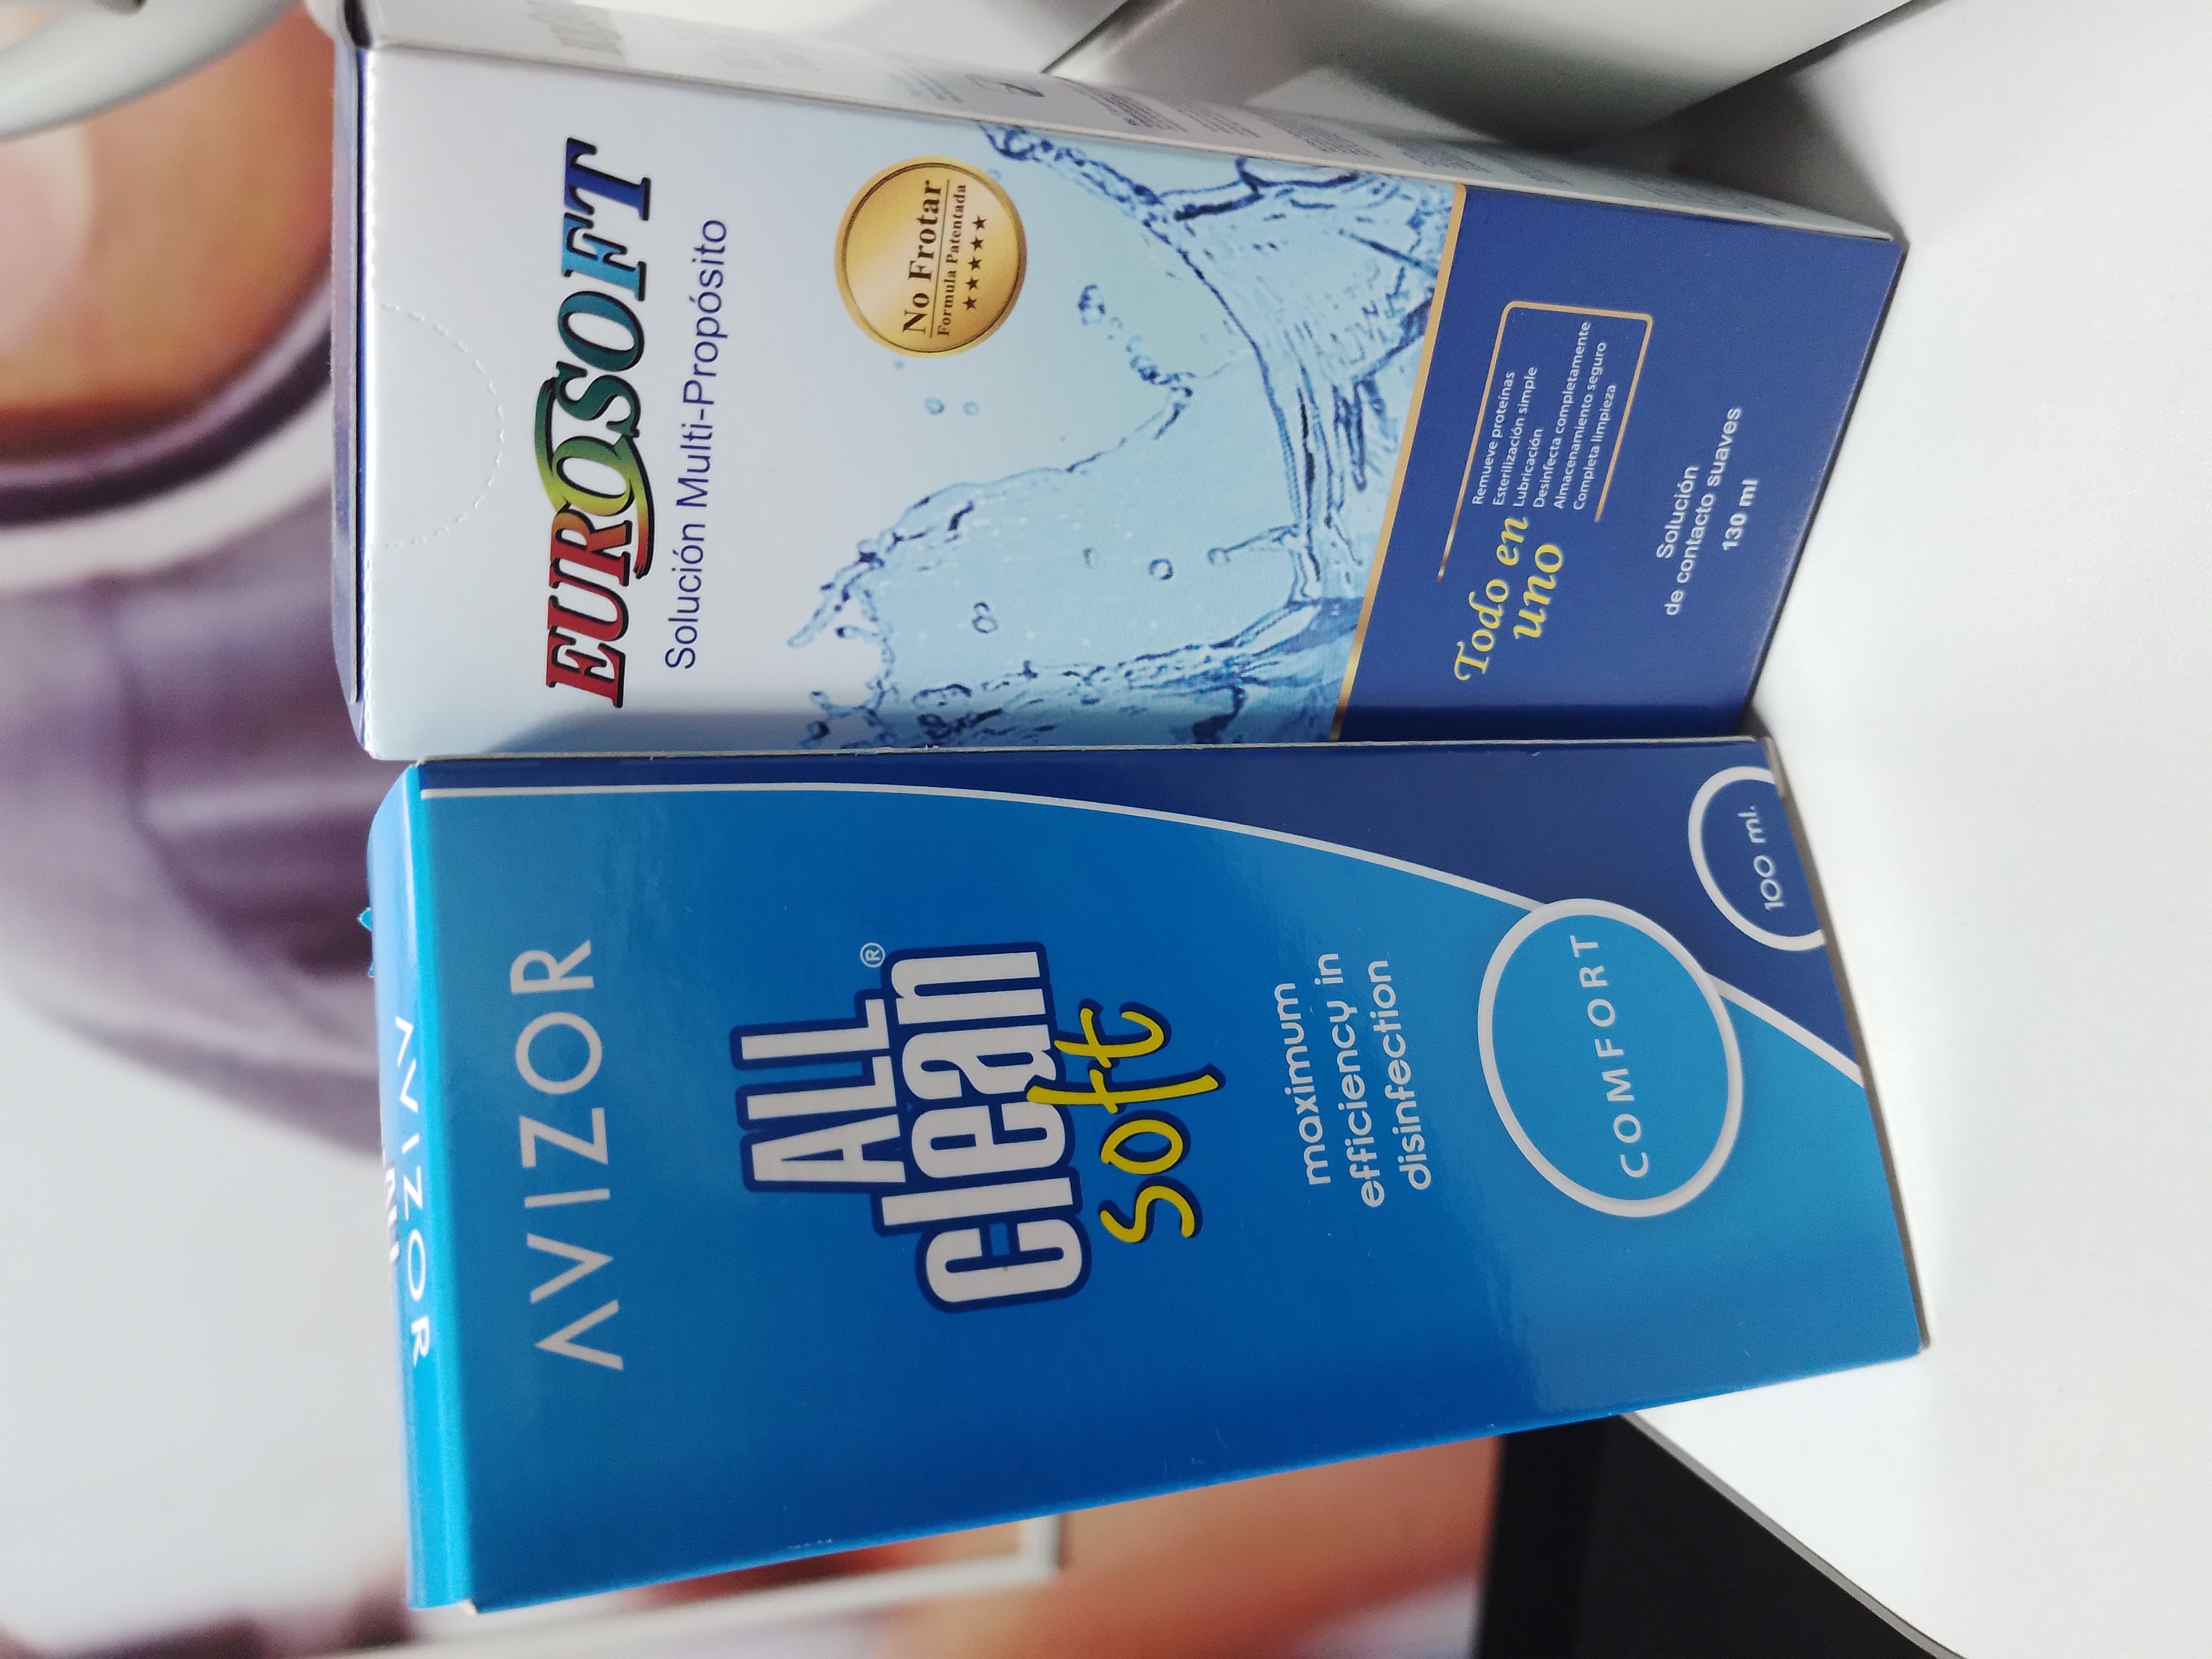 AVIZOR
AVIZOR
ALL
clean®
soft
maximum
efficiency in
disinfection
COMFORT
100 ml.
EUROSOFT
Solución Multi-Propósito
No Frotar
Formula Patentada
Todo en
uno
Remueve proteínas
Esterilización simple
Lubricación
Desinfecta completamente
Almacenamiento seguro
Completa limpieza
Solución
de contacto suaves
130 ml